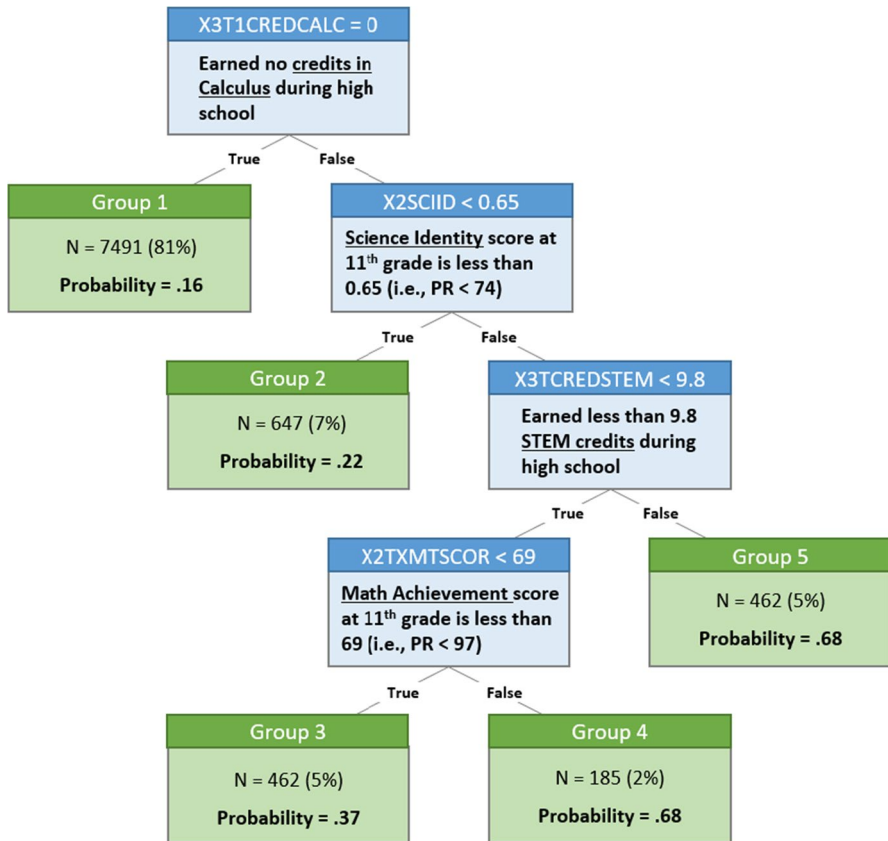 X3T1CREDCALC = 0
Earned no credits in
Calculus during high
school
True
False
Group 1
N = 7491 (81%)
Probability = .16
X2SCIID < 0.65
Science Identity score at
11th grade is less than
0.65 (i.e., PR < 74)
True
False
Group 2
N = 647 (7%)
Probability = .22
X3TCREDSTEM < 9.8
Earned less than 9.8
STEM credits during
high school
True
False
X2TXMTSCOR < 69
Math Achievement score
at 11th grade is less than
69 (i.e., PR < 97)
Group 5
N = 462 (5%)
Probability = .68
True
False
Group 3
N = 462 (5%)
Probability = .37
Group 4
N = 185 (2%)
Probability = .68